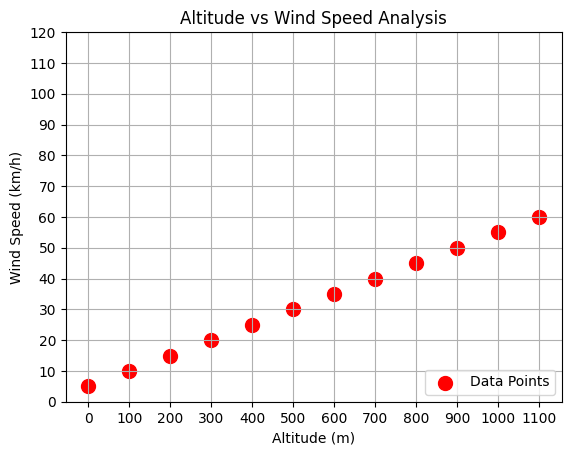 Altitude vs Wind Speed Analysis
Wind Speed (km/h)
120
110
100
90
80
70
60
50
40
30
20
10
0
Data Points
0 100 200 300 400 500 600 700 800 900 1000 1100
Altitude (m)